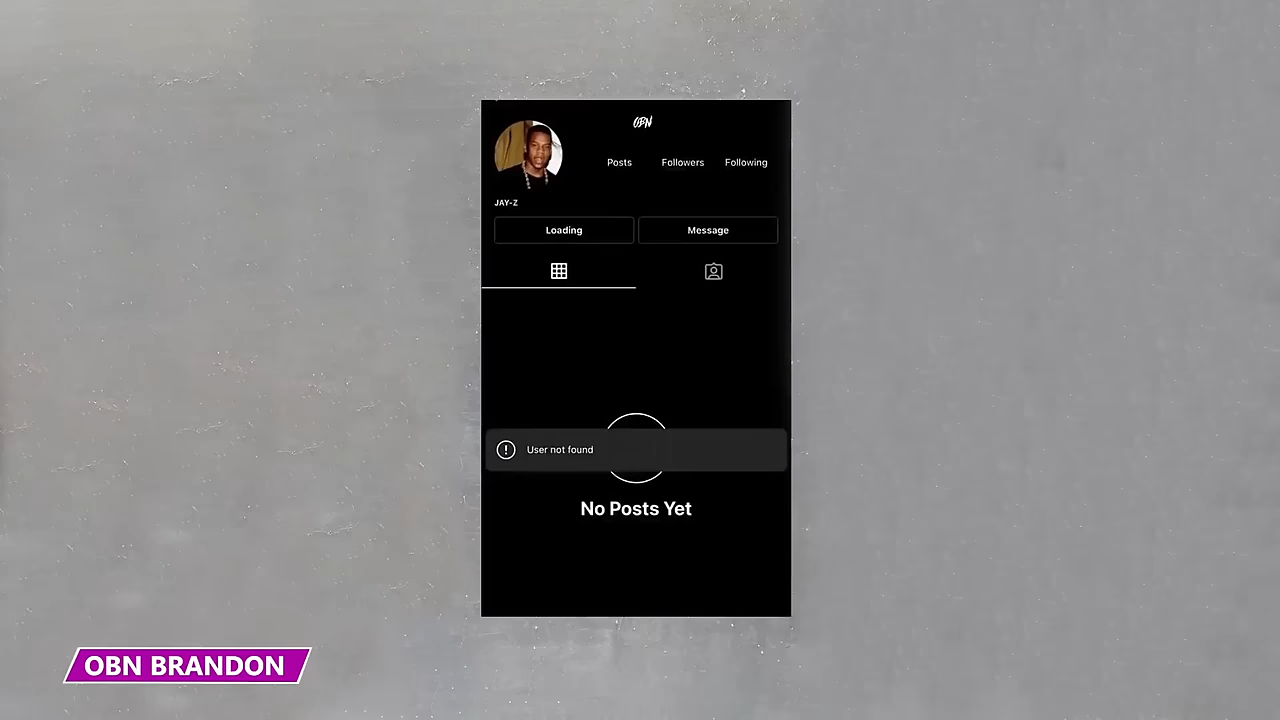 OBN
Posts Followers Following
JAY-Z
Loading Message
User not found
No Posts Yet
OBN BRANDON